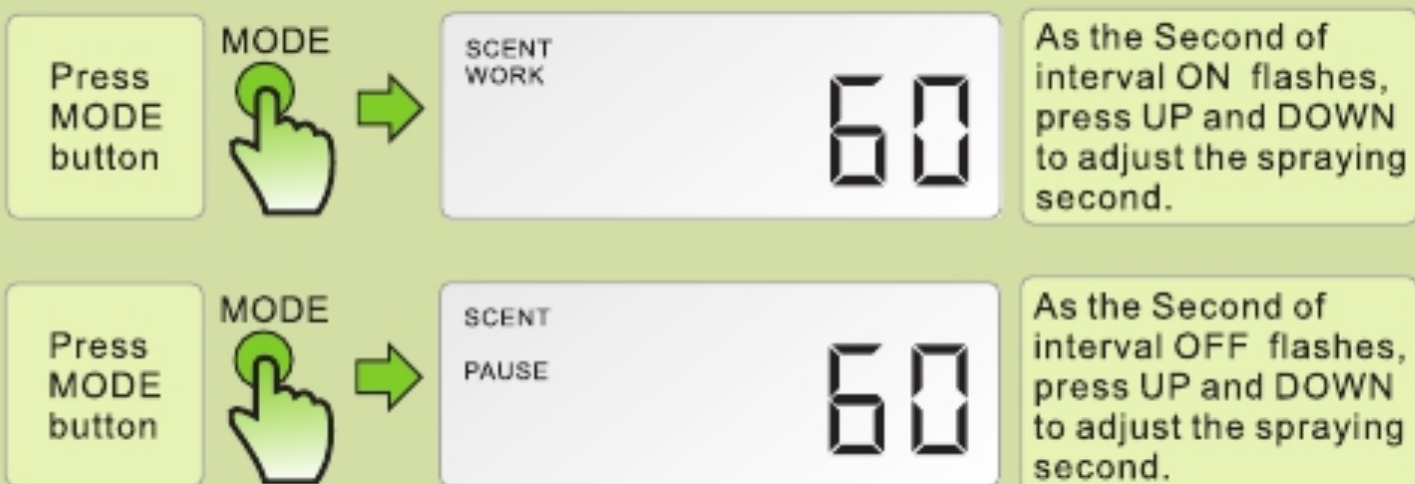 Press
MODE
button
MODE
SCENT
WORK
60
As the Second of
interval ON flashes,
press UP and DOWN
to adjust the spraying
second.
Press
MODE
button
MODE
SCENT
PAUSE
60
As the Second of
interval OFF flashes,
press UP and DOWN
to adjust the spraying
second.